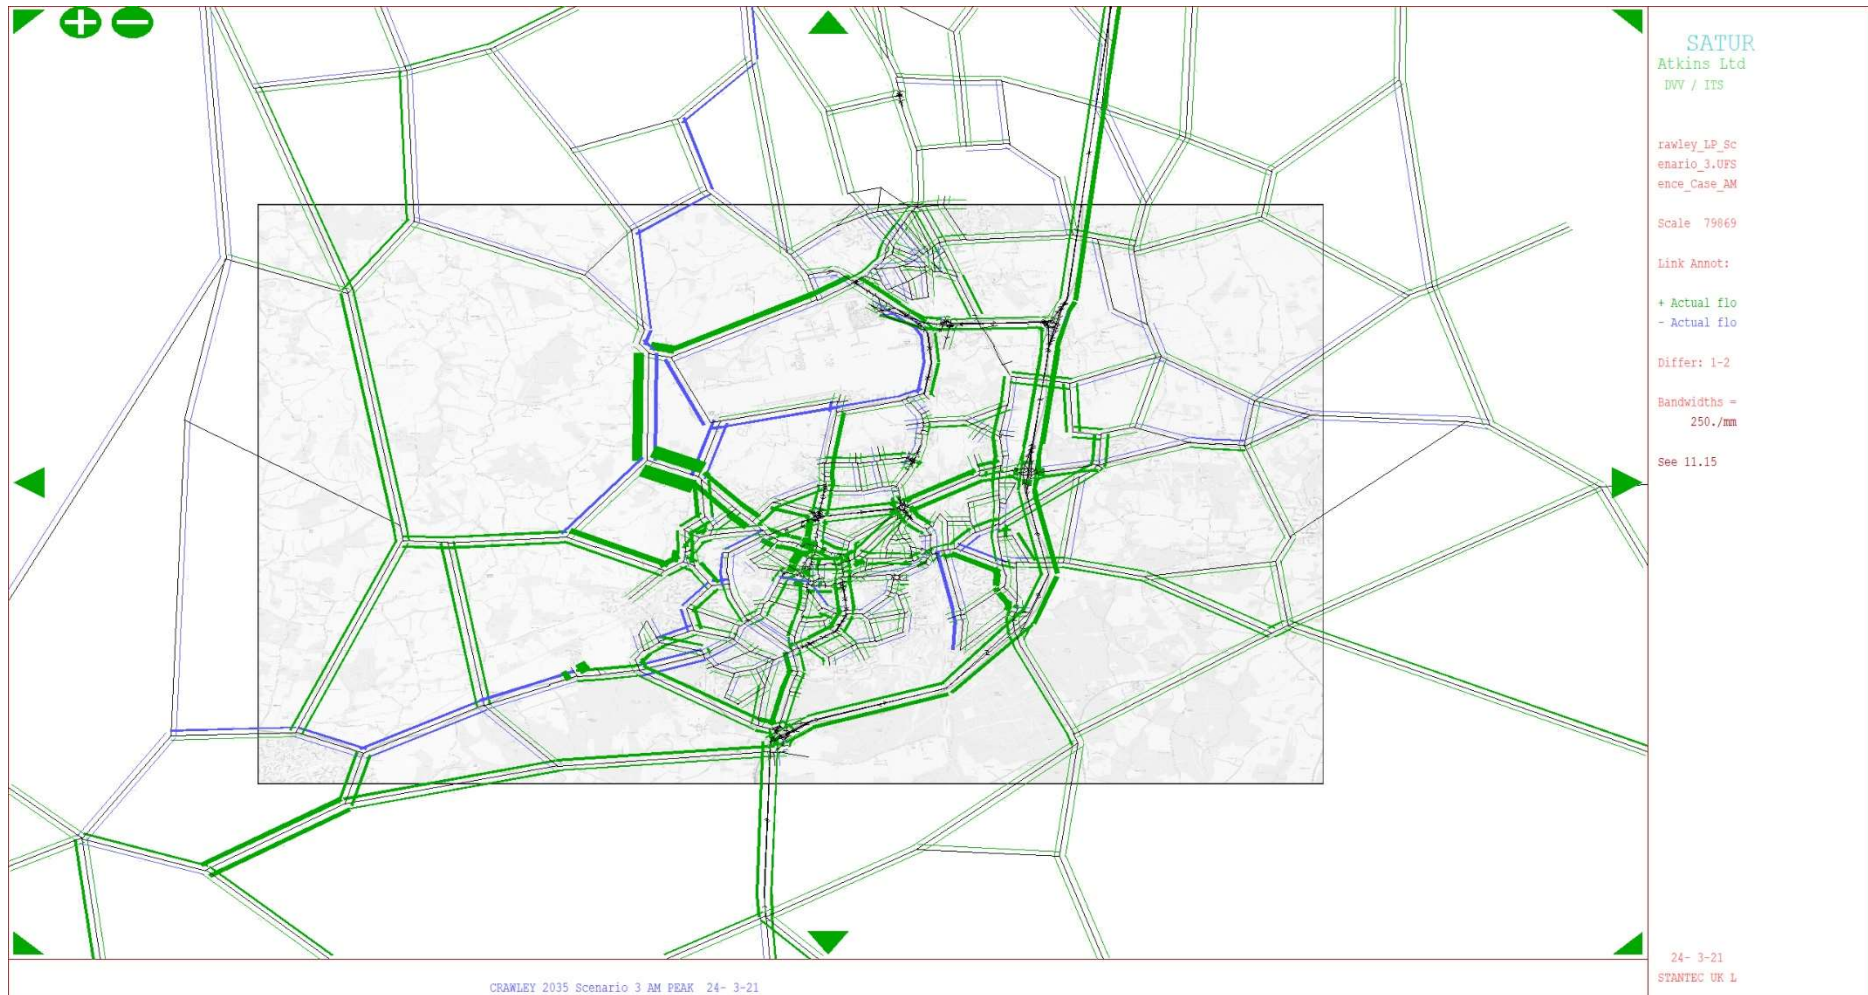 SATUR
Atkins Ltd
DVV / ITS
rawley_LP_Sc
enario_3.UFS
ence_Case_AM
Scale 79869
Link Annot:
+ Actual flo
- Actual flo
Differ: 1-2
Bandwidths =
250./mm
See 11.15
24- 3-21
STANTEC UK L
CRAWLEY 2035 Scenario 3 AM PEAK 24- 3-21